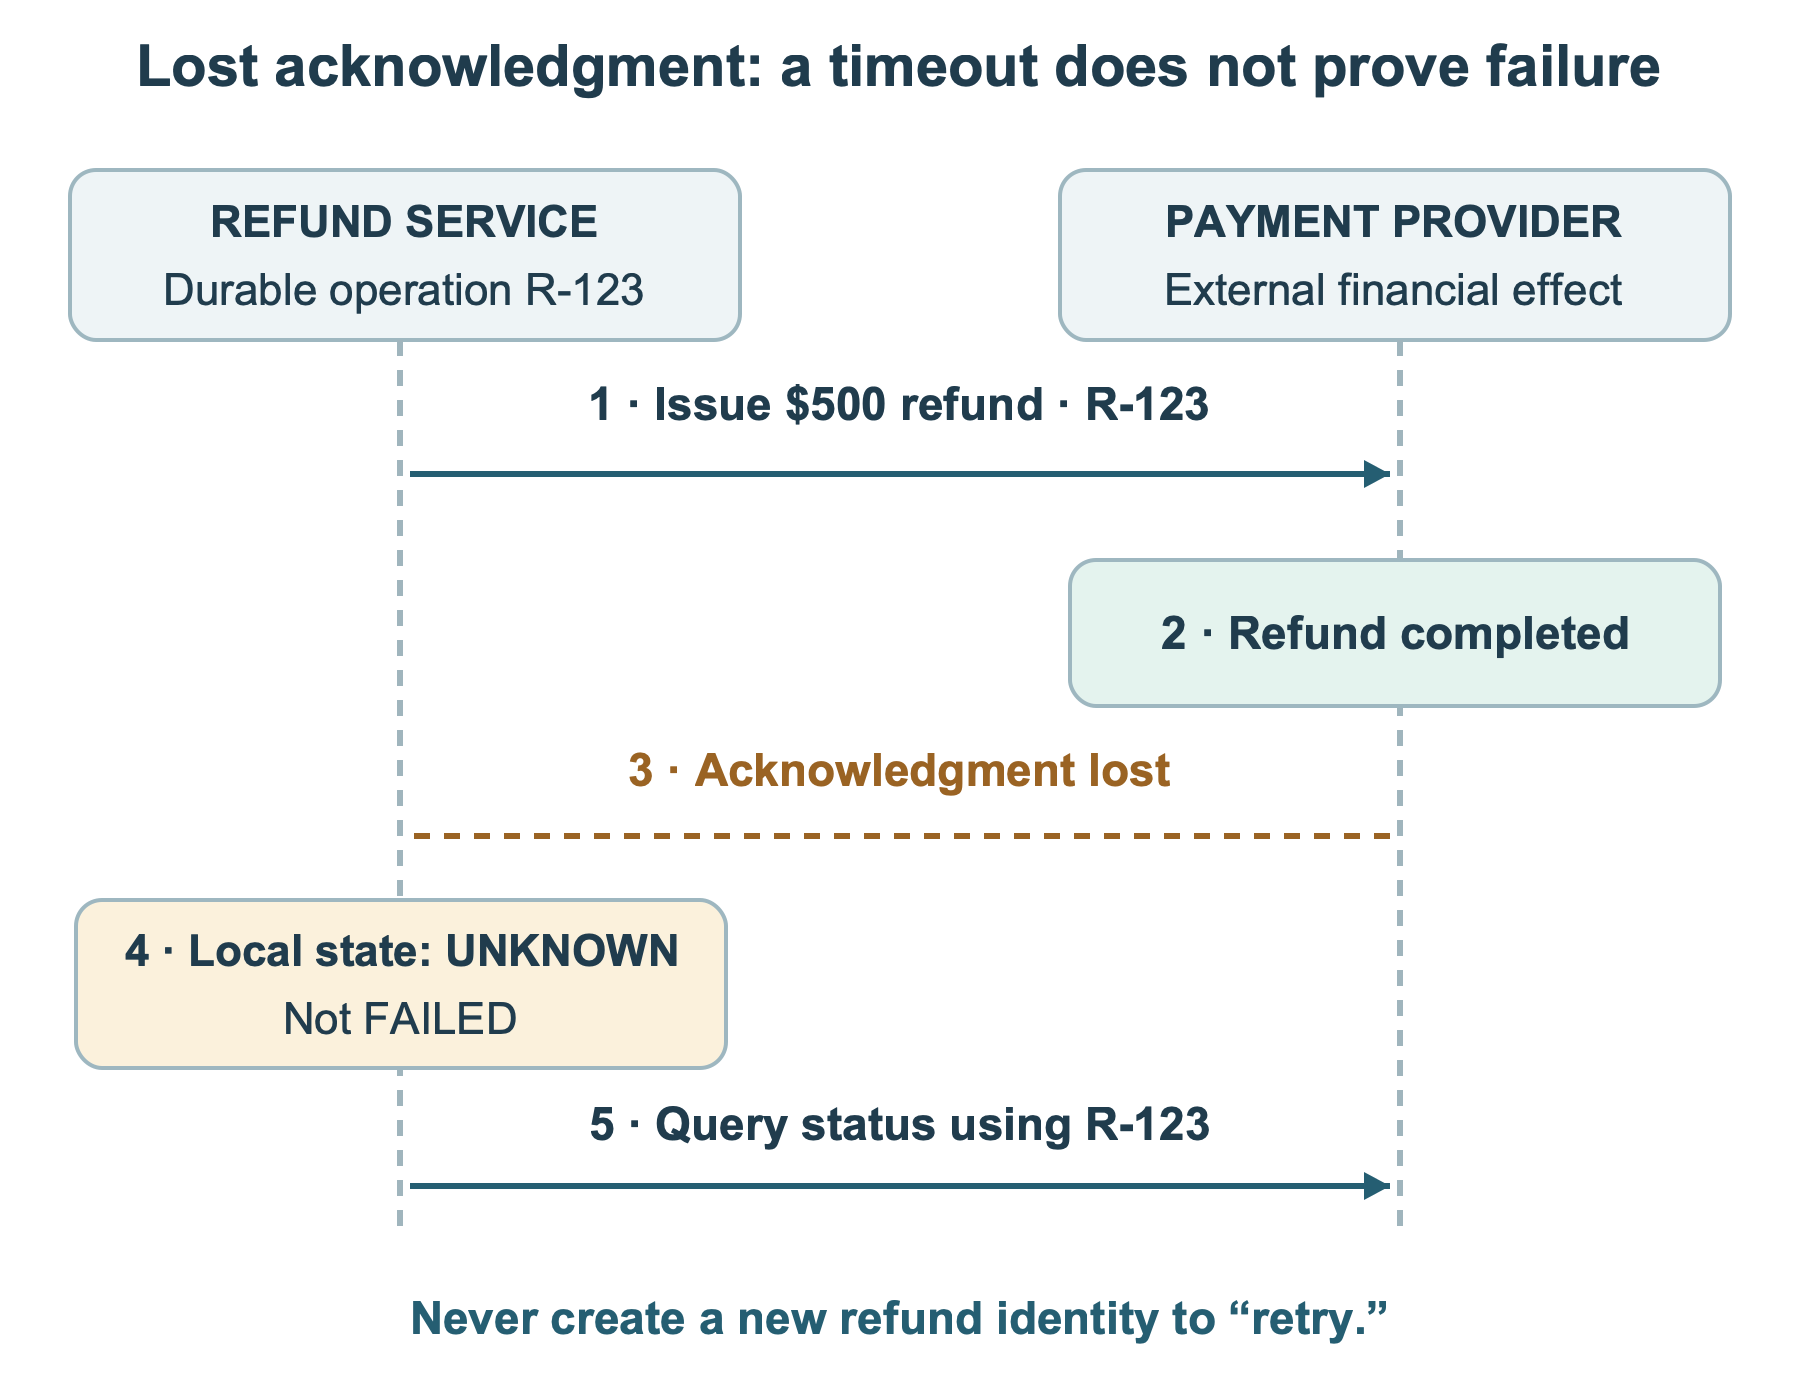 Lost acknowledgment: a timeout does not prove failure
REFUND SERVICE
Durable operation R-123
PAYMENT PROVIDER
External financial effect
1 · Issue $500 refund · R-123
2 · Refund completed
3 · Acknowledgment lost
4 · Local state: UNKNOWN
Not FAILED
5 · Query status using R-123
Never create a new refund identity to “retry.”